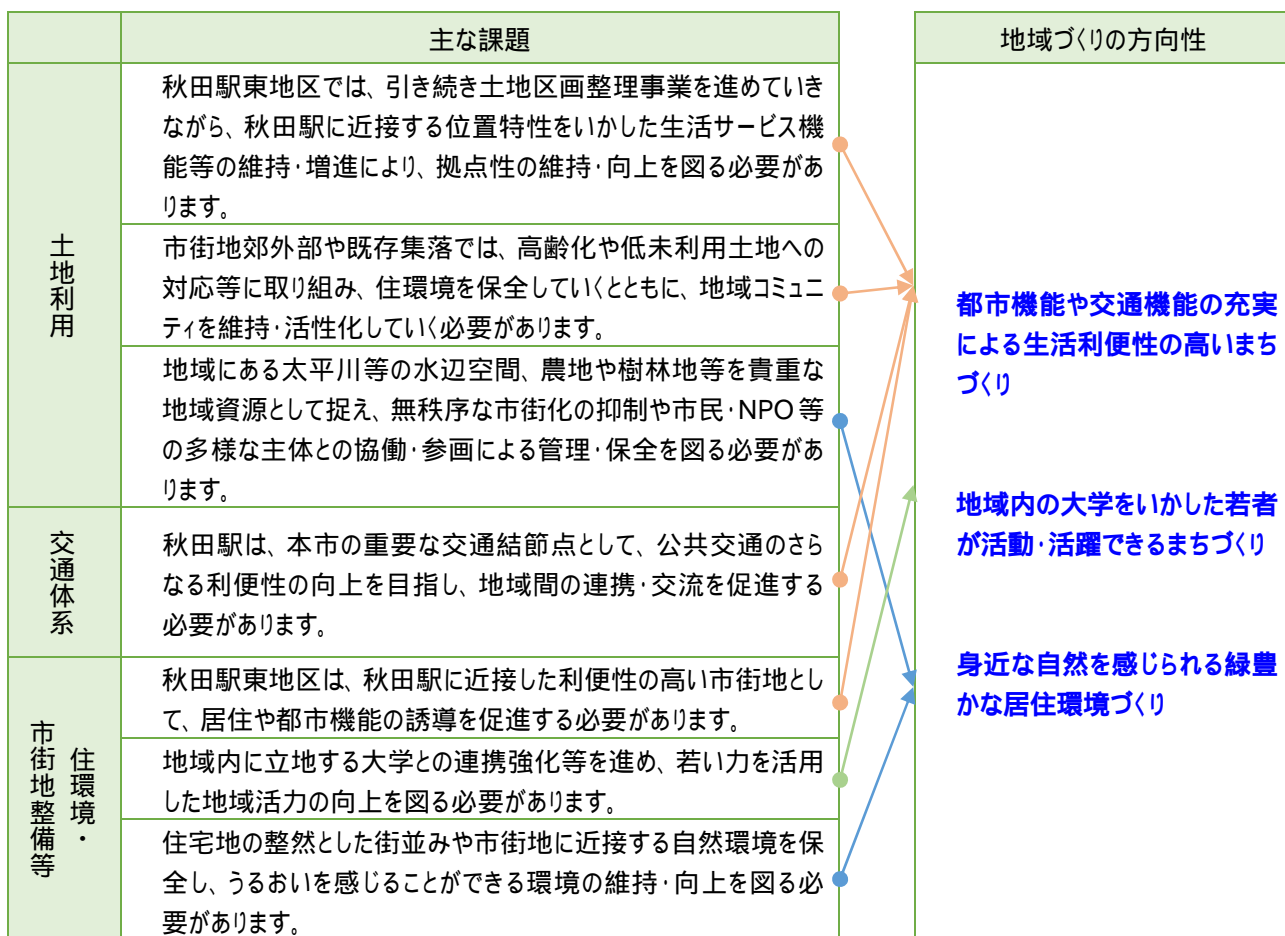 主な課題
地域づくりの方向性
土地利用
秋田駅東地区では、引き続き土地区画整理事業を進めていき
ながら、秋田駅に近接する位置特性をいかした生活サービス機
能等の維持・増進により、拠点性の維持・向上を図る必要があ
ります。
市街地郊外部や既存集落では、高齢化や低未利用土地への
対応等に取り組み、住環境を保全していくとともに、地域コミュニ
ティを維持・活性化していく必要があります。
地域にある太平川等の水辺空間、農地や樹林地等を貴重な
地域資源として捉え、無秩序な市街化の抑制や市民・NPO 等
の多様な主体との協働・参画による管理・保全を図る必要があ
ります。
交通体系
秋田駅は、本市の重要な交通結節点として、公共交通のさら
なる利便性の向上を目指し、地域間の連携・交流を促進する
必要があります。
住環境・
市街地整備等
秋田駅東地区は、秋田駅に近接した利便性の高い市街地とし
て、居住や都市機能の誘導を促進する必要があります。
地域内に立地する大学との連携強化等を進め、若い力を活用
した地域活力の向上を図る必要があります。
住宅地の整然とした街並みや市街地に近接する自然環境を保
全し、うるおいを感じることができる環境の維持・向上を図る必
要があります。
都市機能や交通機能の充実
による生活利便性の高いまち
づくり
地域内の大学をいかした若者
が活動・活躍できるまちづくり
身近な自然を感じられる緑豊
かな居住環境づくり